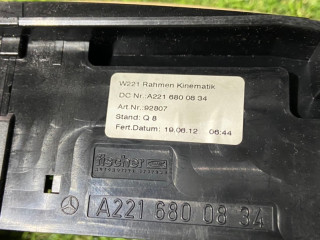 W221 Rahmen Kinematik
DC Nr.:A221 680 08 34
Art.Nr.:92807
Stand: Q 8
Fert.Datum: 19.06.12 06:44
fischer
A221 680 08 34